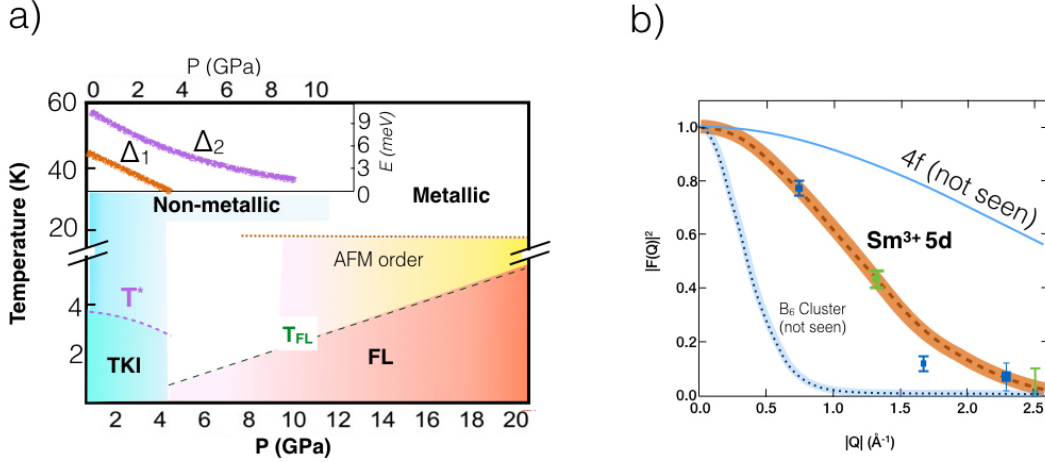 a)
P (GPa)
0 2 4 6 8 10
60
40
20
4
2
Temperature (K)
Δ1
Δ2
9
6
3
0
E (meV)
Non-metallic
Metallic
AFM order
T*
TFL
TKI
FL
2 4 6 8 10 12 14 16 18 20
P (GPa)
b)
1.0
0.8
0.6
0.4
0.2
0.0
|F(Q)|²
4f (not seen)
Sm³⁺ 5d
B₆ Cluster
(not seen)
0.0 0.5 1.0 1.5 2.0 2.5
|Q| (Å⁻¹)